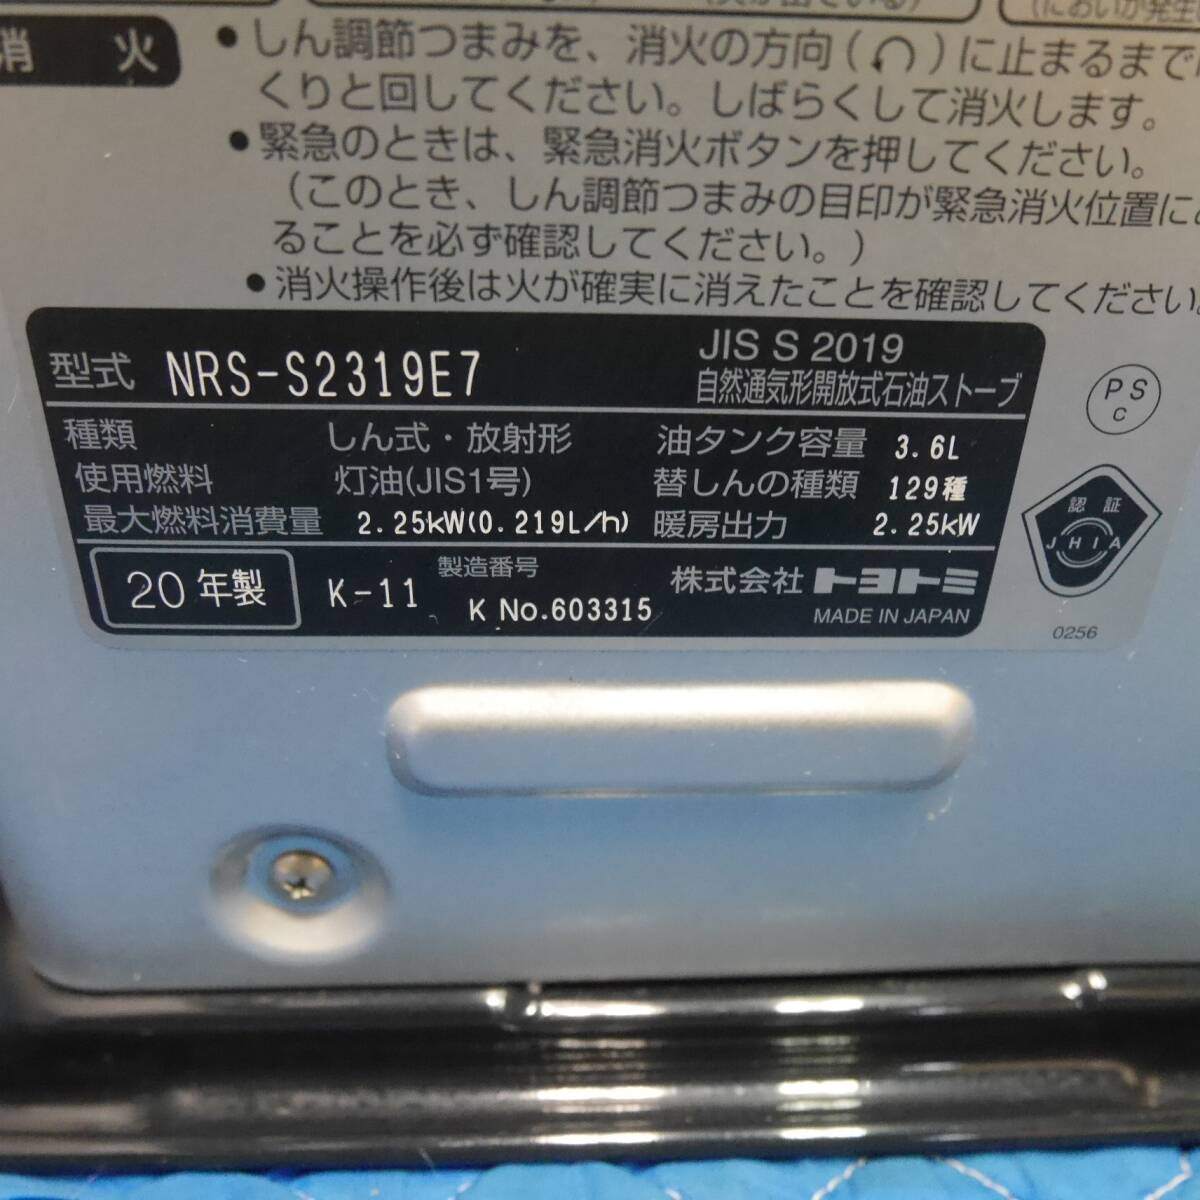 (においが発生
消火
●しん調節つまみを、消火の方向( )に止まるまで
くりと回してください。しばらくして消火します。
●緊急のときは、緊急消火ボタンを押してください。
(このとき、しん調節つまみの目印が緊急消火位置に
ることを必ず確認してください。)
●消火操作後は火が確実に消えたことを確認してください。
型式 NRS-S2319E7
JIS S 2019
自然通気形開放式石油ストーブ
PS
C
種類 しん式・放射形 油タンク容量 3.6L
使用燃料 灯油(JIS1号) 替しんの種類 129種
最大燃料消費量 2.25kW(0.219L/h) 暖房出力 2.25kW
認証
JHIA
20年製 K-11 製造番号
K No.603315
株式会社 トヨトミ
MADE IN JAPAN
0256